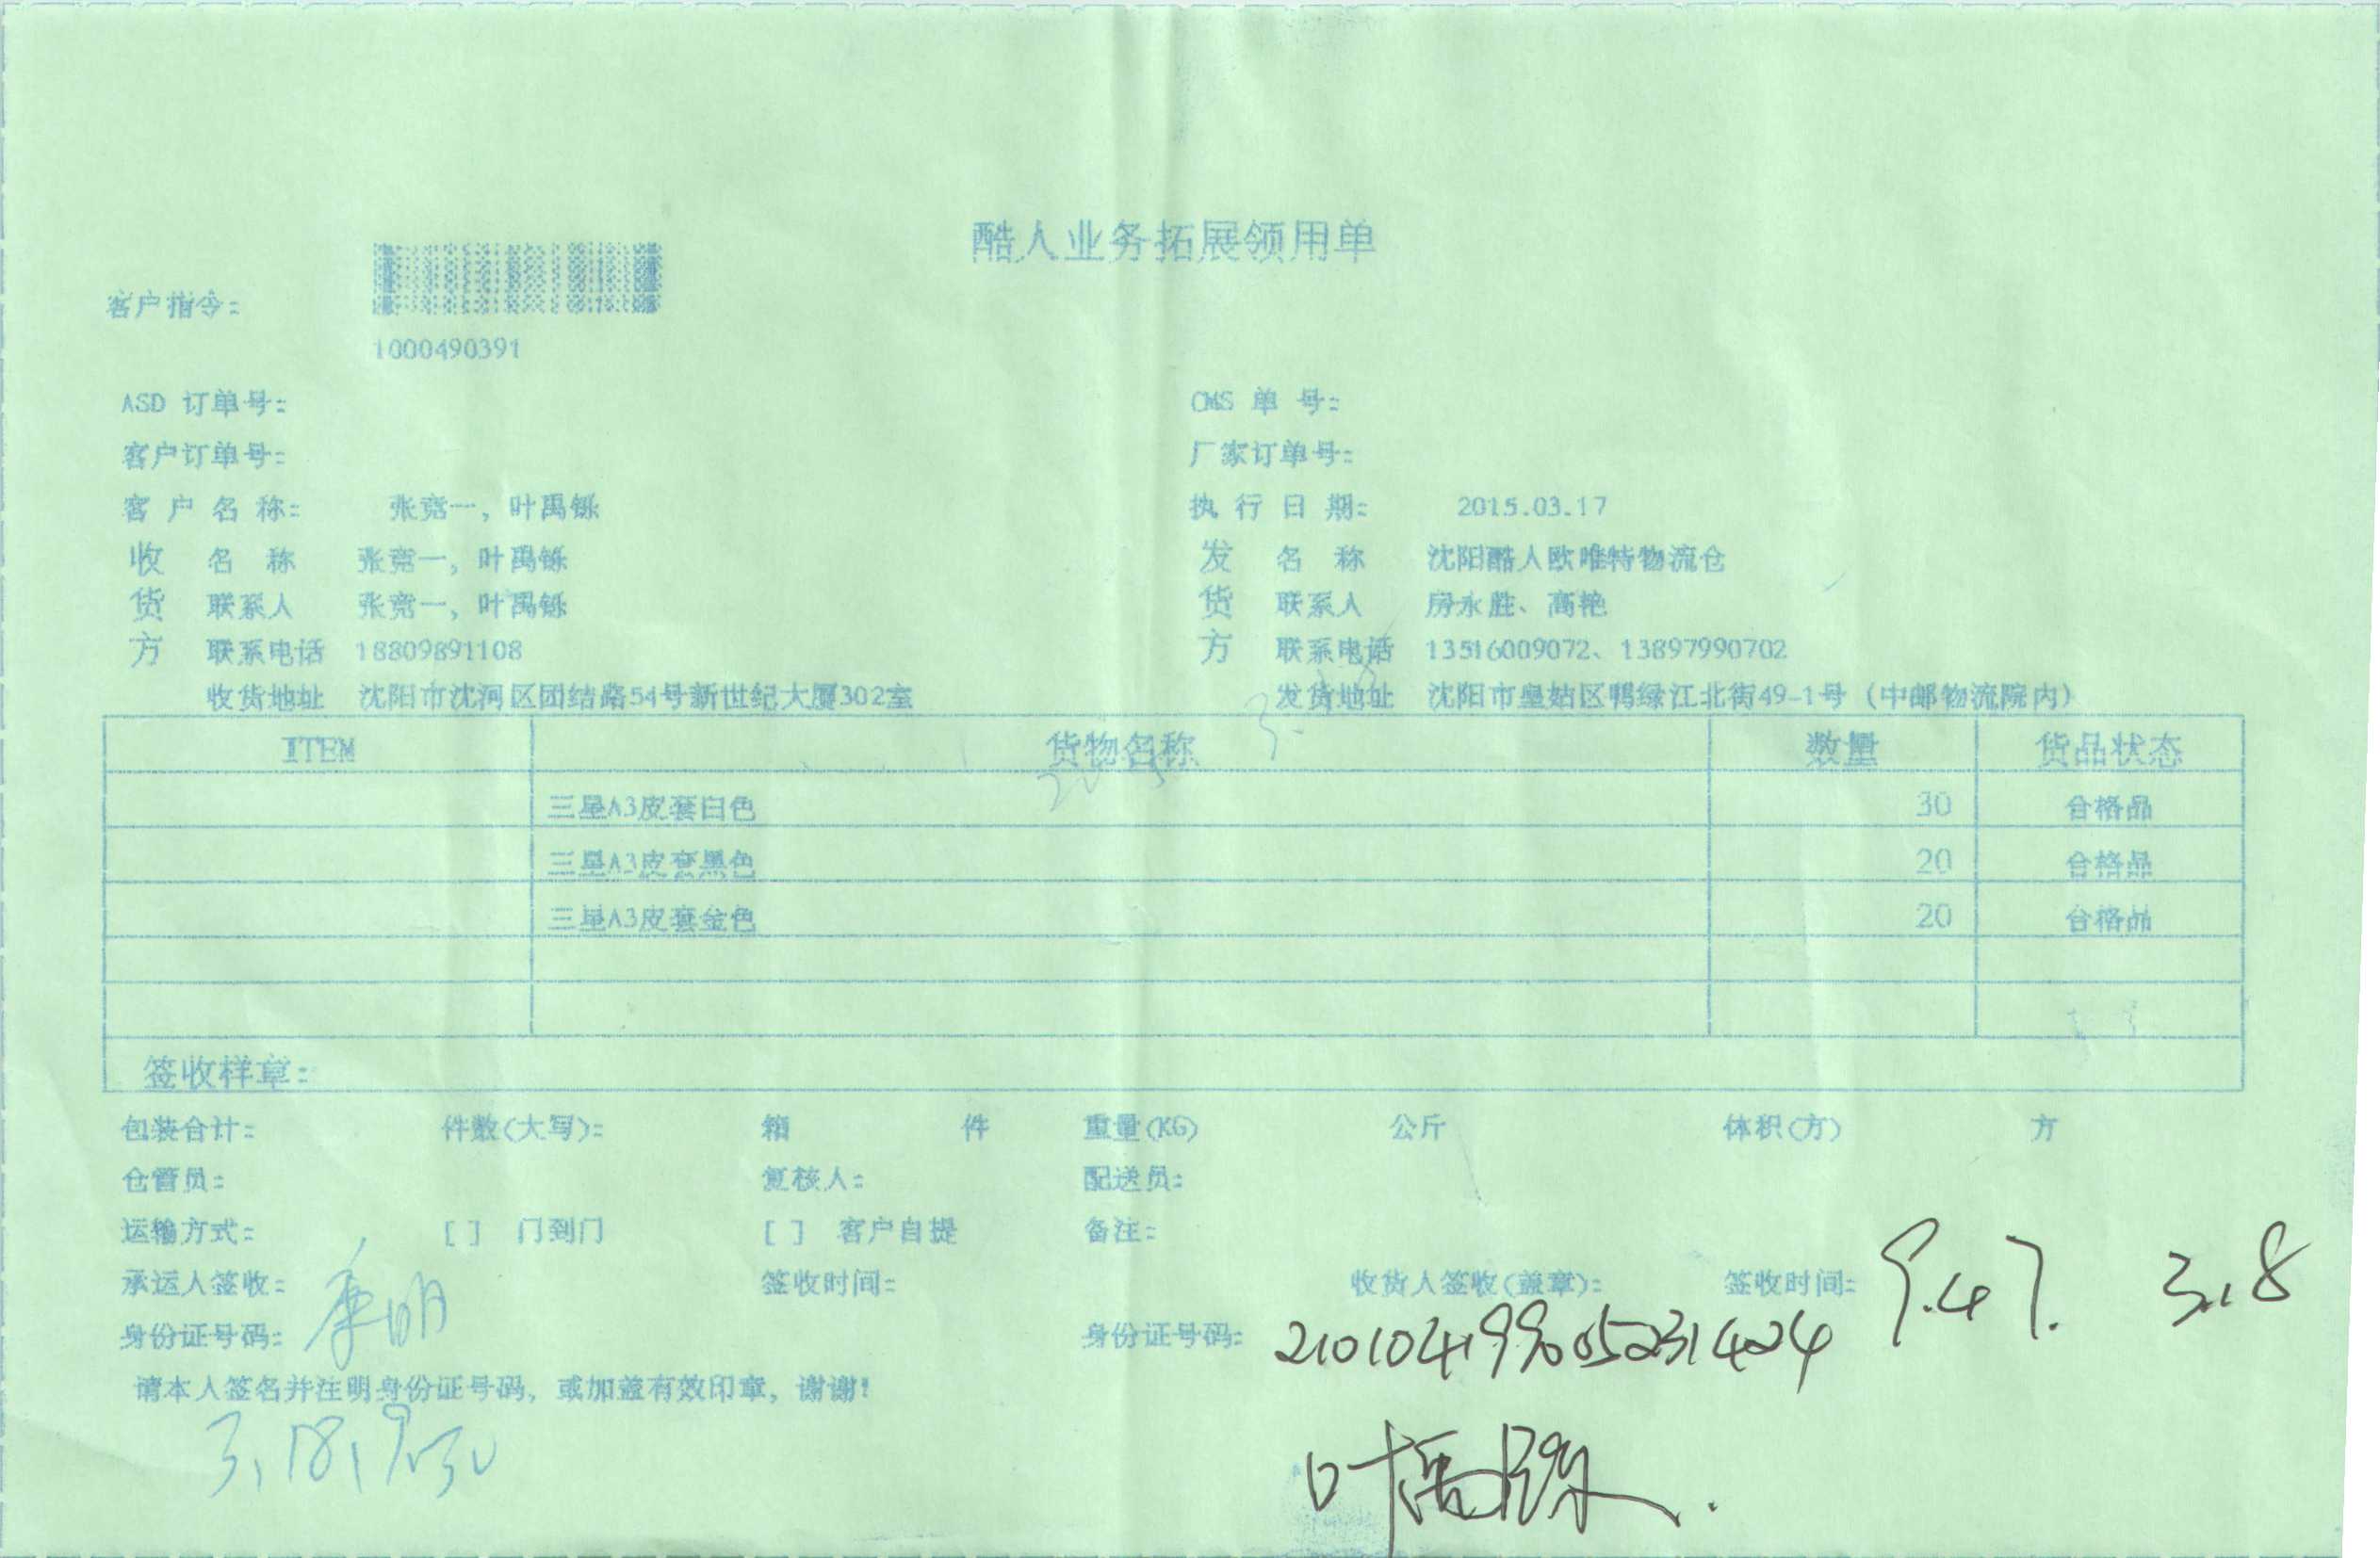 酷人业务拓展领用单
客户指令:
1000490391
ASD 订单号: CMS 单 号:
客户订单号: 厂家订单号:
客 户 名 称: 张竞一, 叶禹铄 执 行 日 期: 2015.03.17
收 名 称 张竞一, 叶禹铄 发 名 称 沈阳酷人欧唯特物流仓
货 联系人 张竞一, 叶禹铄 货 联系人 房永胜、高艳
方 联系电话 18809891108 方 联系电话 13516009072、13897990702
收货地址 沈阳市沈河区团结路54号新世纪大厦302室 发货地址 沈阳市皇姑区鸭绿江北街49-1号 (中邮物流院内)
ITEM 货物名称 数量 货品状态
三星A3皮套白色 30 合格品
三星A3皮套黑色 20 合格品
三星A3皮套金色 20 合格品
签收样章:
包装合计: 件数(大写): 箱 件 重量(KG) 公斤 体积(方) 方
仓管员: 复核人: 配送员:
运输方式: [ ] 门到门 [ ] 客户自提 备注:
承运人签收: 签收时间: 收货人签收(盖章): 签收时间: 9.47. 3.18
身份证号码: 身份证号码: 210104199005231424
请本人签名并注明身份证号码, 或加盖有效印章, 谢谢!
叶禹铄.